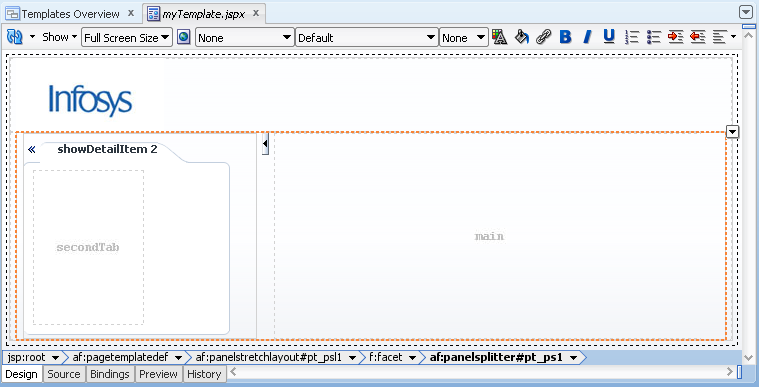 Templates Overview x myTemplate.jspx x
Show Full Screen Size None Default None A B I U
Infosys
« showDetailItem 2
secondTab
main
jsp:root af:pagetemplatedef af:panelstretchlayout#pt_psl1 f:facet af:panelsplitter#pt_ps1
Design Source Bindings Preview History